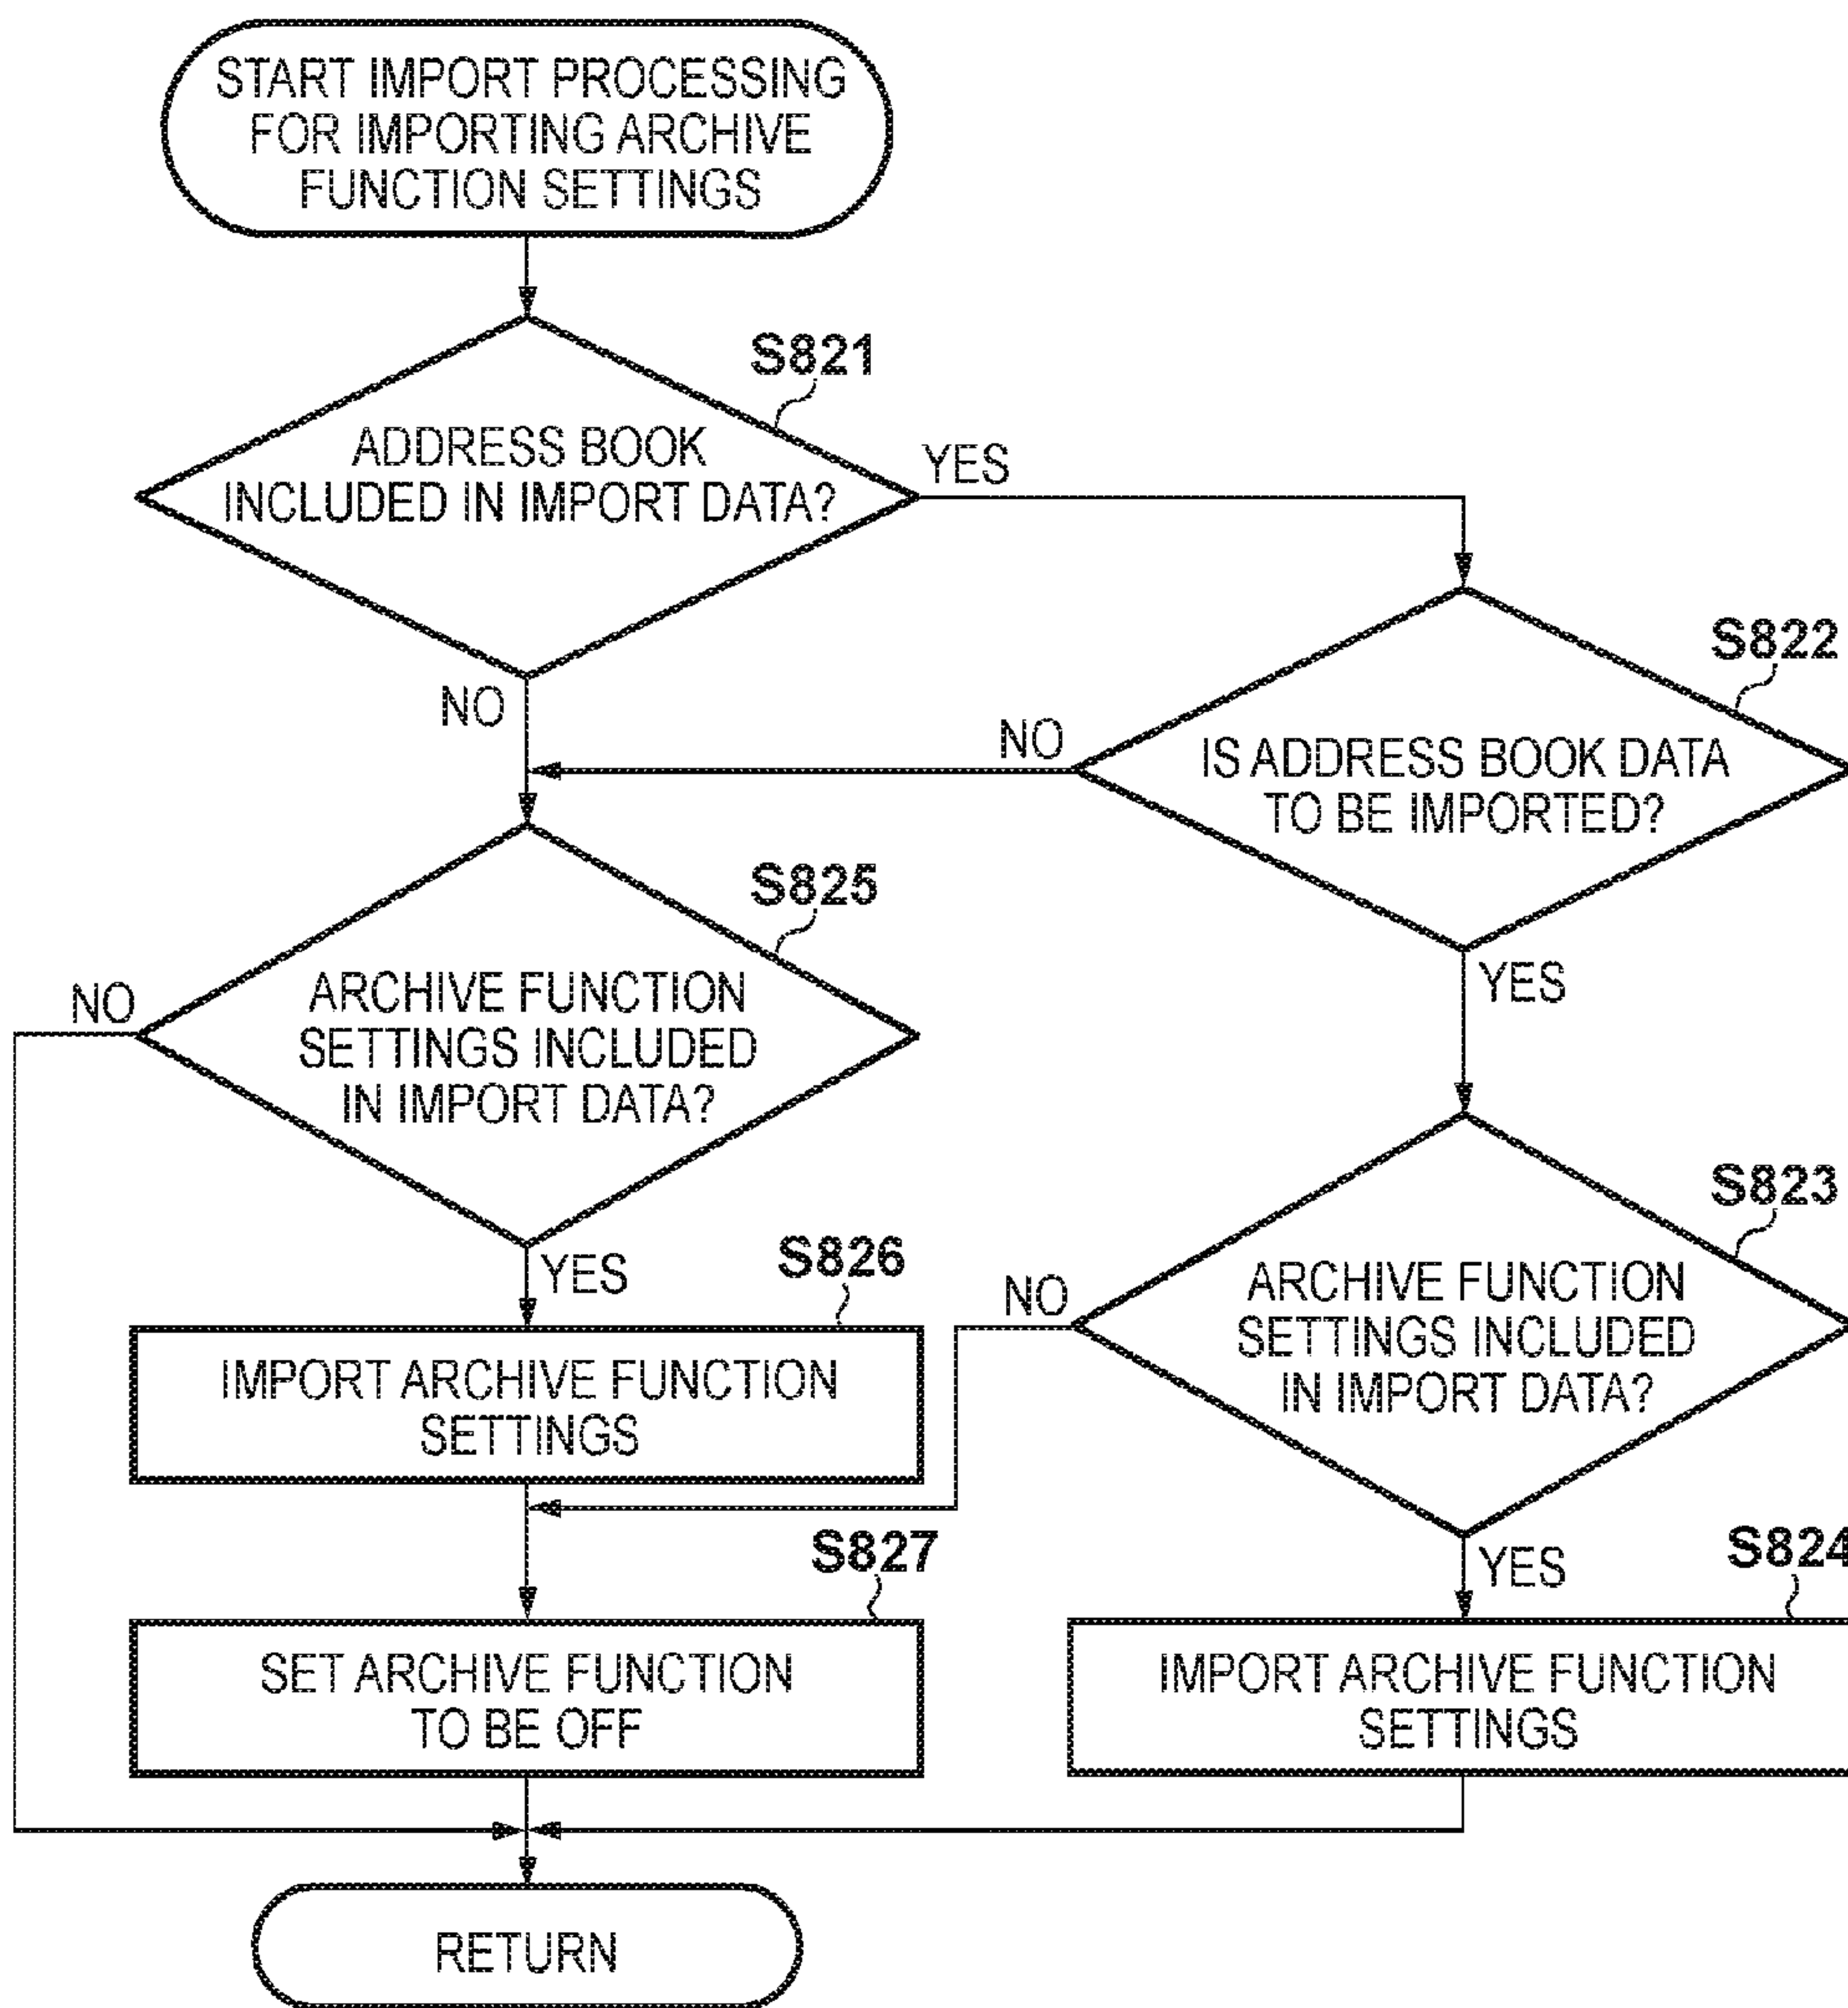 START IMPORT PROCESSING
FOR IMPORTING ARCHIVE
FUNCTION SETTINGS
S821
ADDRESS BOOK
INCLUDED IN IMPORT DATA?
YES
NO
S822
IS ADDRESS BOOK DATA
TO BE IMPORTED?
NO
YES
S825
ARCHIVE FUNCTION
SETTINGS INCLUDED
IN IMPORT DATA?
NO
YES
S823
ARCHIVE FUNCTION
SETTINGS INCLUDED
IN IMPORT DATA?
NO
YES
S826
IMPORT ARCHIVE FUNCTION
SETTINGS
S827
SET ARCHIVE FUNCTION
TO BE OFF
S824
IMPORT ARCHIVE FUNCTION
SETTINGS
RETURN